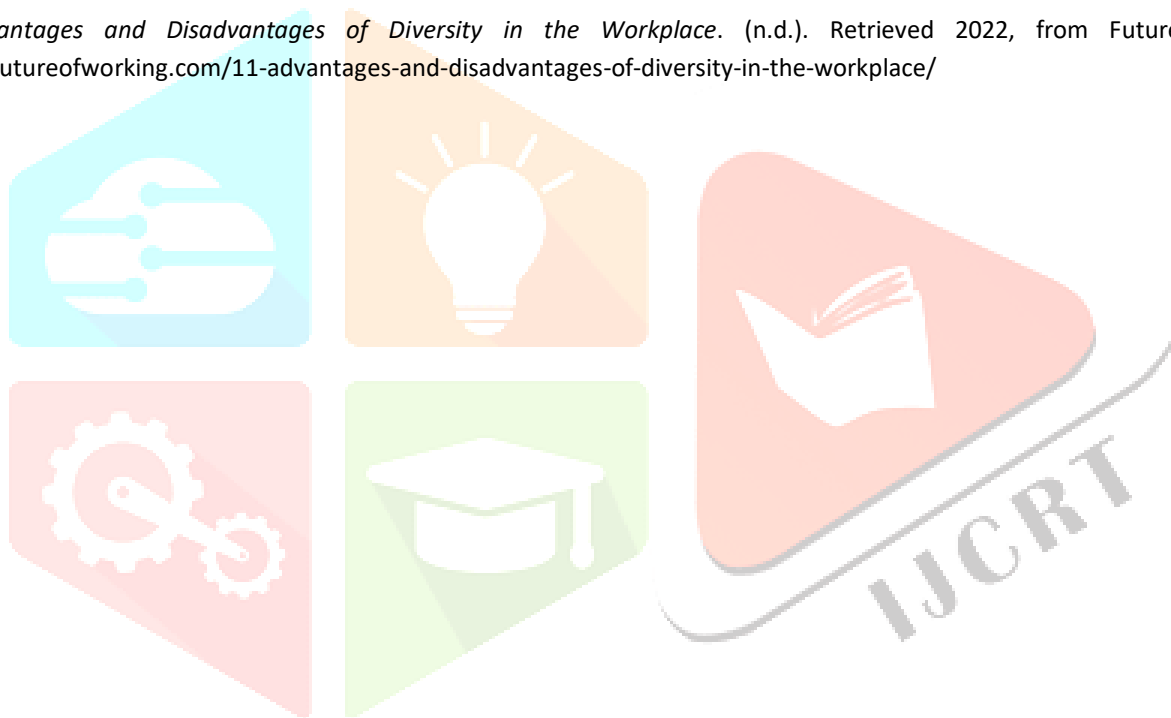 antages and Disadvantages of Diversity in the Workplace. (n.d.). Retrieved 2022, from Future
utureofworking.com/11-advantages-and-disadvantages-of-diversity-in-the-workplace/
IJCRT